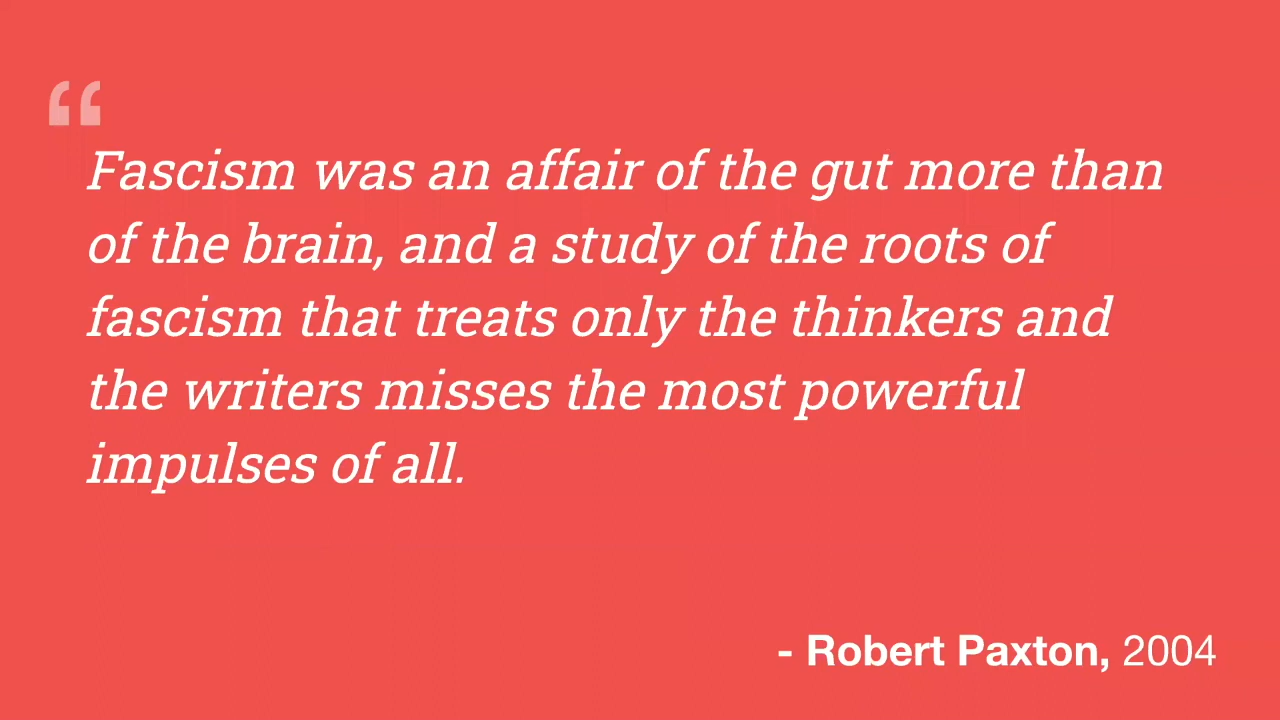 “
Fascism was an affair of the gut more than
of the brain, and a study of the roots of
fascism that treats only the thinkers and
the writers misses the most powerful
impulses of all.
- Robert Paxton, 2004